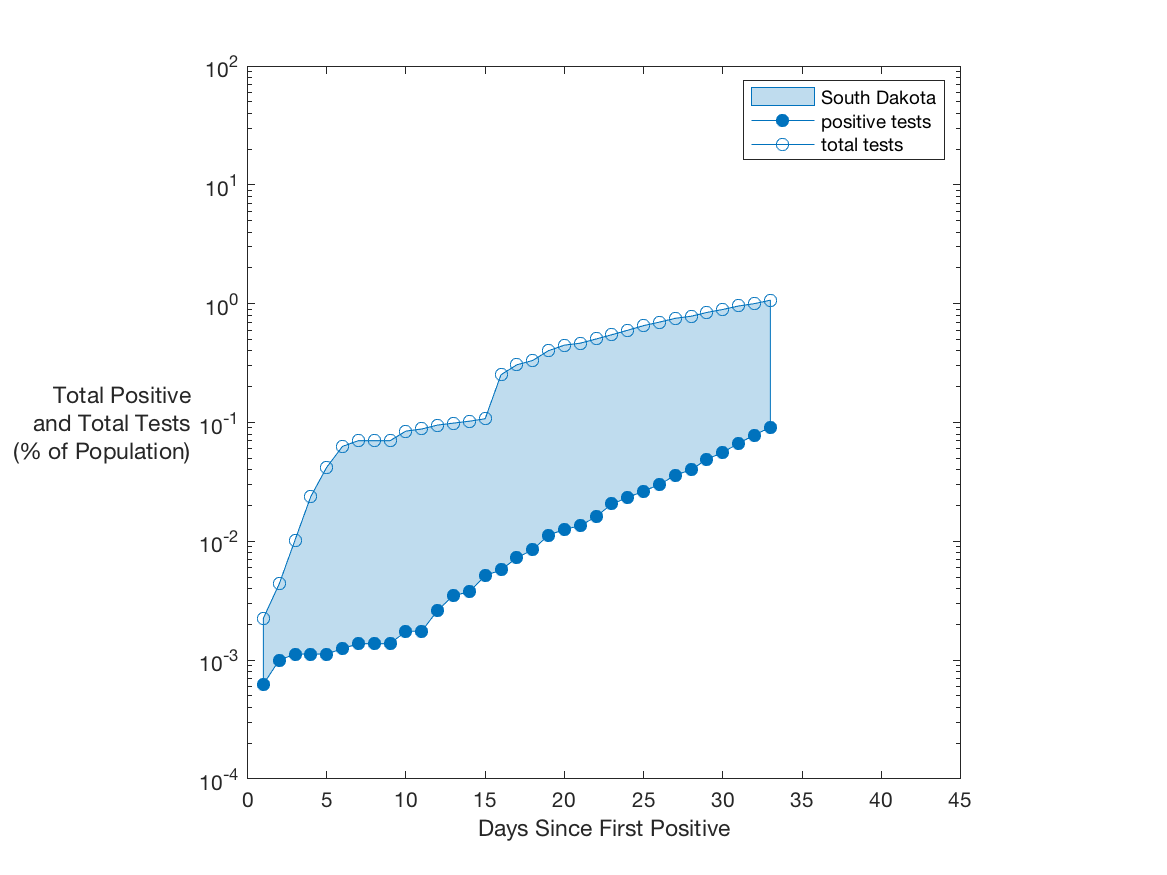 10^2
10^1
10^0
10^-1
10^-2
10^-3
10^-4
Total Positive
and Total Tests
(% of Population)
South Dakota
positive tests
total tests
0 5 10 15 20 25 30 35 40 45
Days Since First Positive